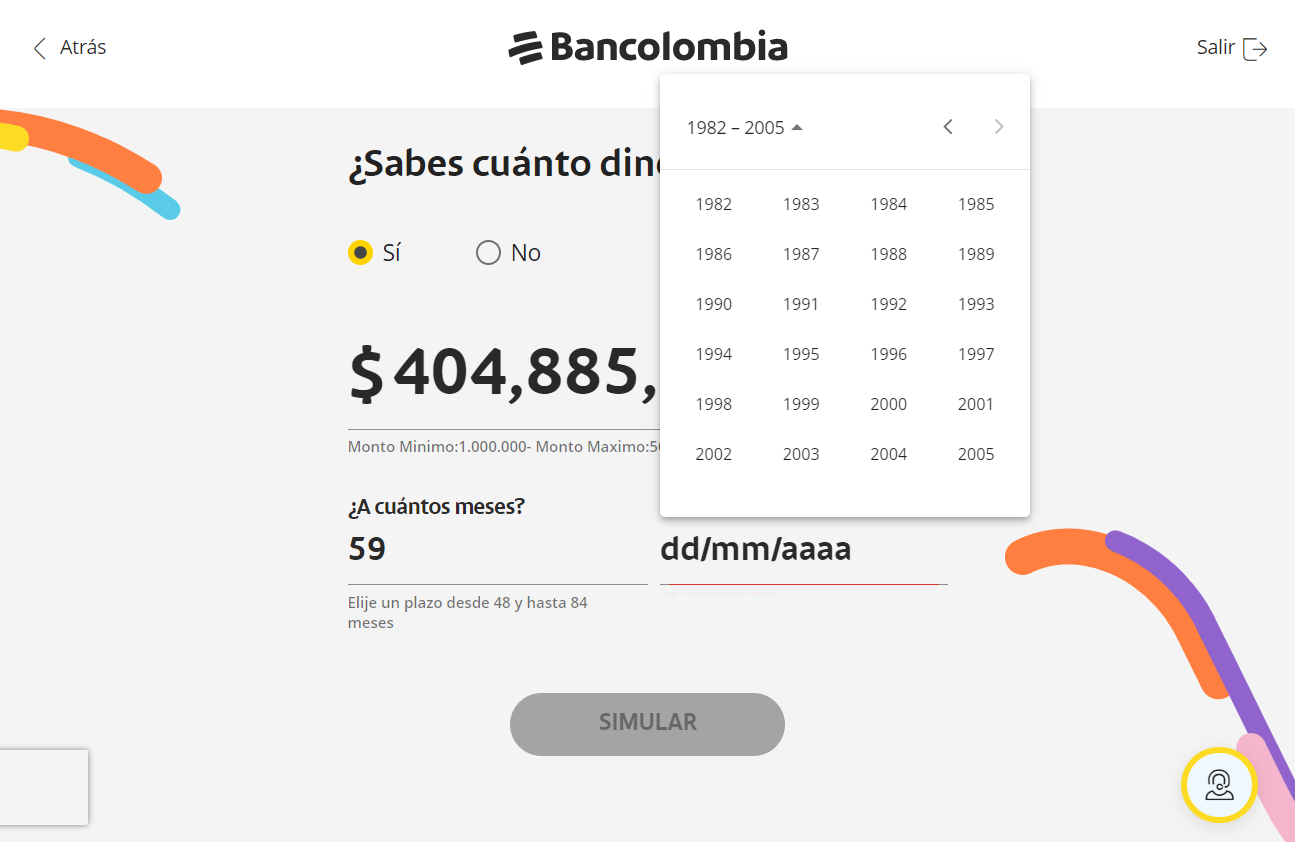 Atrás
Bancolombia
Salir
1982 – 2005
¿Sabes cuánto
1982 1983 1984 1985
Sí No
1986 1987 1988 1989
1990 1991 1992 1993
$ 404,885,
1994 1995 1996 1997
1998 1999 2000 2001
Monto Minimo:1.000.000- Monto Maximo:
2002 2003 2004 2005
¿A cuántos meses?
59
dd/mm/aaaa
Elije un plazo desde 48 y hasta 84
meses
SIMULAR